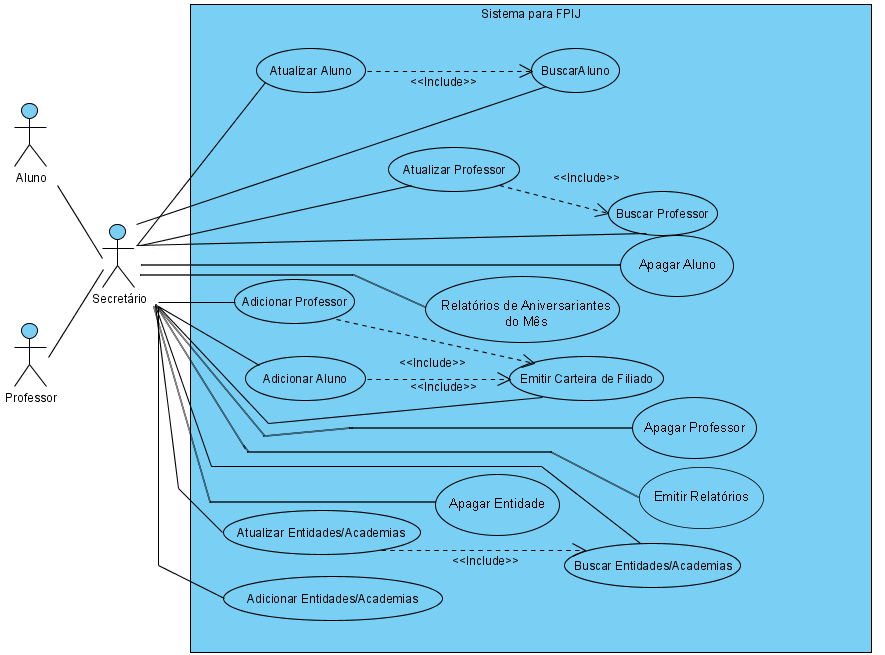 Sistema para FPIJ
Atualizar Aluno
<<Include>>
BuscarAluno
Aluno
Atualizar Professor
<<Include>>
Buscar Professor
Secretário
Apagar Aluno
Adicionar Professor
Relatórios de Aniversariantes
do Mês
Professor
Adicionar Aluno
<<Include>>
<<Include>>
Emitir Carteira de Filiado
Apagar Professor
Emitir Relatórios
Apagar Entidade
Atualizar Entidades/Academias
<<Include>>
Buscar Entidades/Academias
Adicionar Entidades/Academias